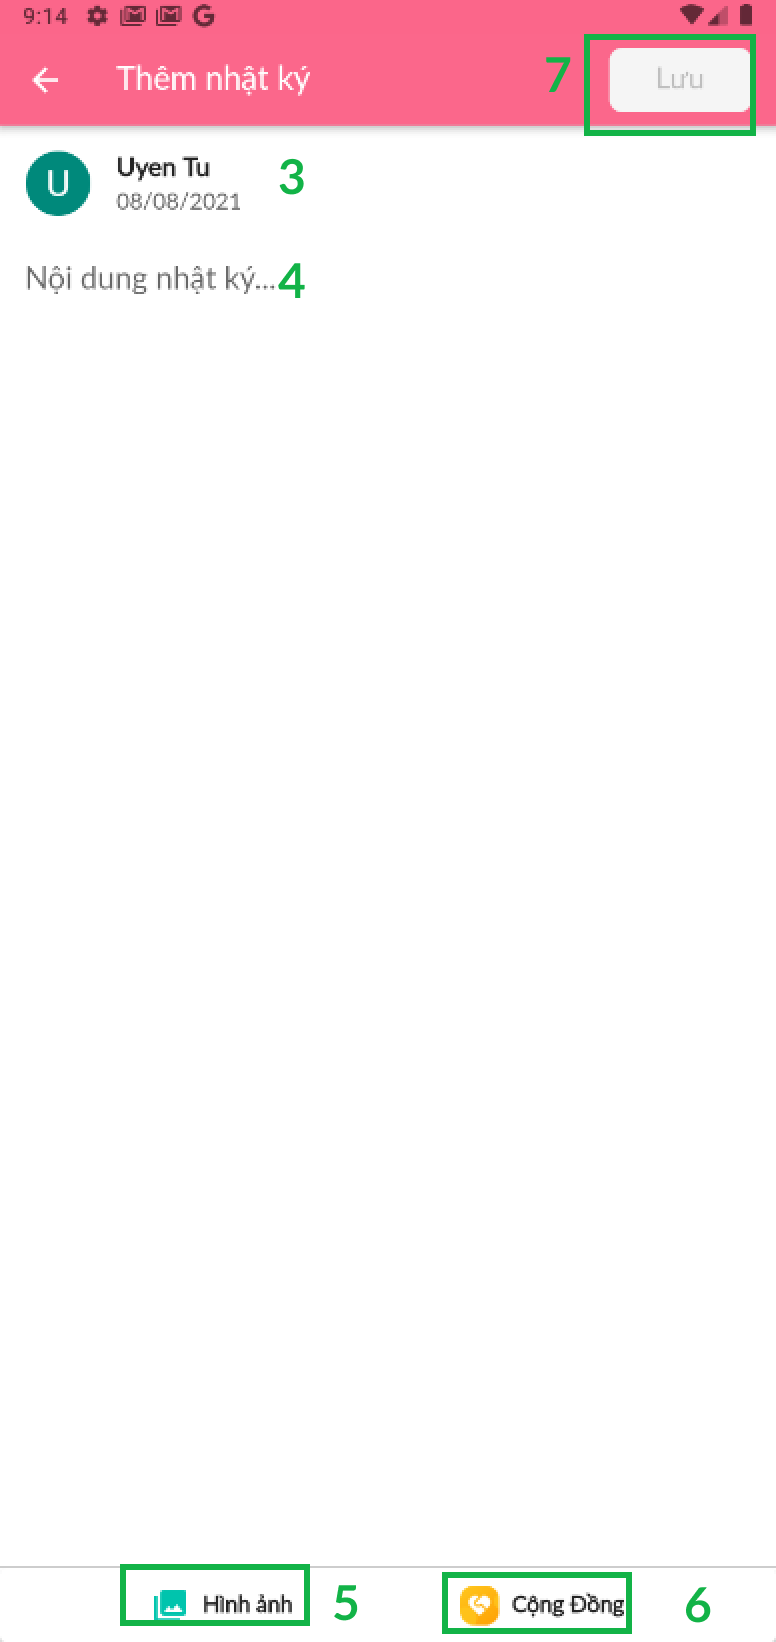 9:14
Thêm nhật ký 7 Lưu
U Uyen Tu 3
08/08/2021
Nội dung nhật ký...4
Hình ảnh 5 Cộng Đồng 6